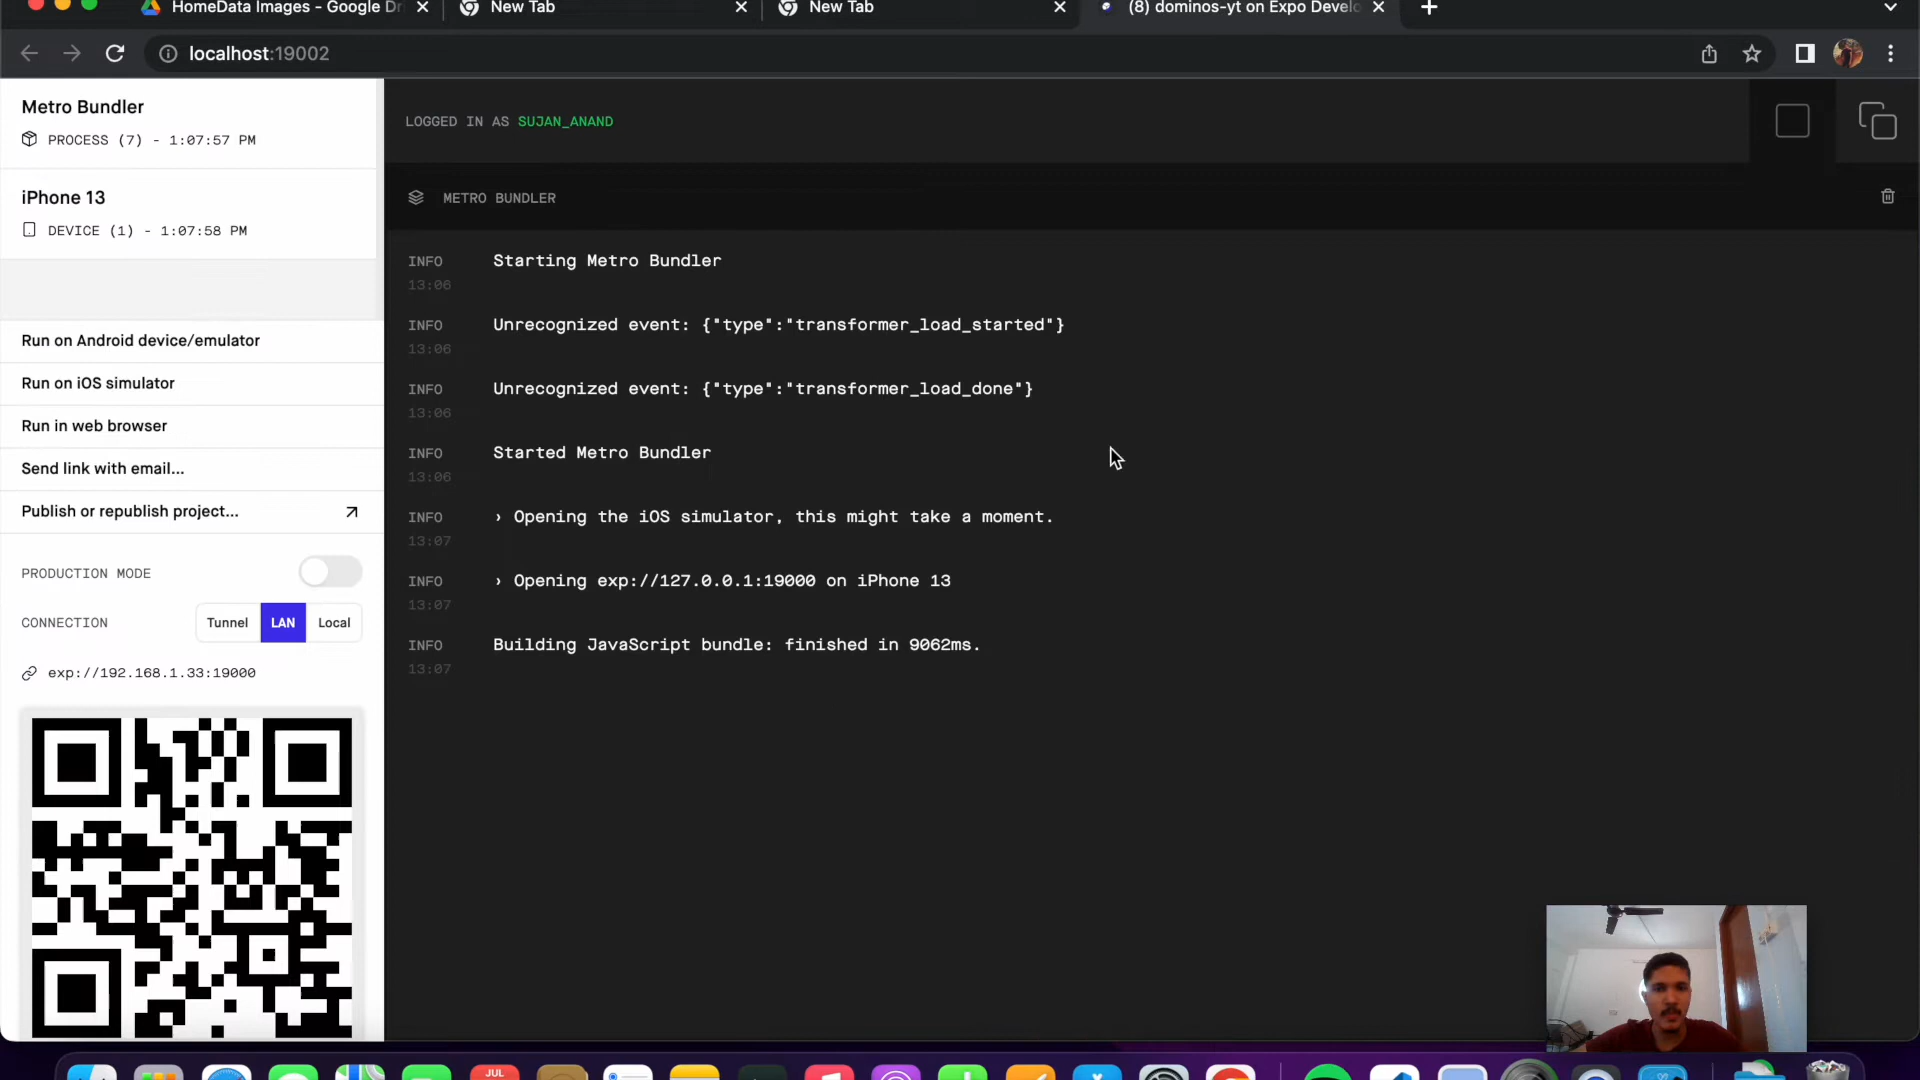 HomeData Images - Google Dr
New Tab
New Tab
(8) dominos-yt on Expo Develo
localhost:19002
Metro Bundler
PROCESS (7) - 1:07:57 PM
iPhone 13
DEVICE (1) - 1:07:58 PM
Run on Android device/emulator
Run on iOS simulator
Run in web browser
Send link with email...
Publish or republish project...
PRODUCTION MODE
CONNECTION
Tunnel
LAN
Local
exp://192.168.1.33:19000
LOGGED IN AS SUJAN_ANAND
METRO BUNDLER
INFO Starting Metro Bundler
13:06
INFO Unrecognized event: {"type":"transformer_load_started"}
13:06
INFO Unrecognized event: {"type":"transformer_load_done"}
13:06
INFO Started Metro Bundler
13:06
INFO › Opening the iOS simulator, this might take a moment.
13:07
INFO › Opening exp://127.0.0.1:19000 on iPhone 13
13:07
INFO Building JavaScript bundle: finished in 9062ms.
13:07
JUL